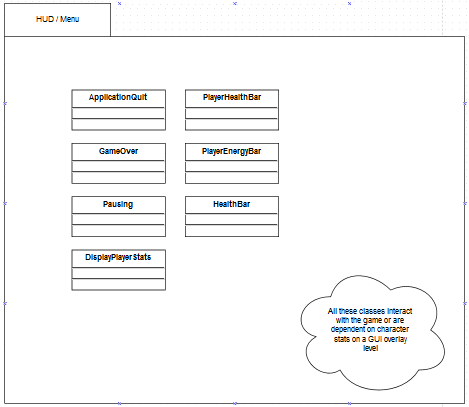 HUD / Menu
ApplicationQuit
PlayerHealthBar
GameOver
PlayerEnergyBar
Pausing
HealthBar
DisplayPlayerStats
All these classes interact
with the game or are
dependent on character
stats on a GUI overlay
level